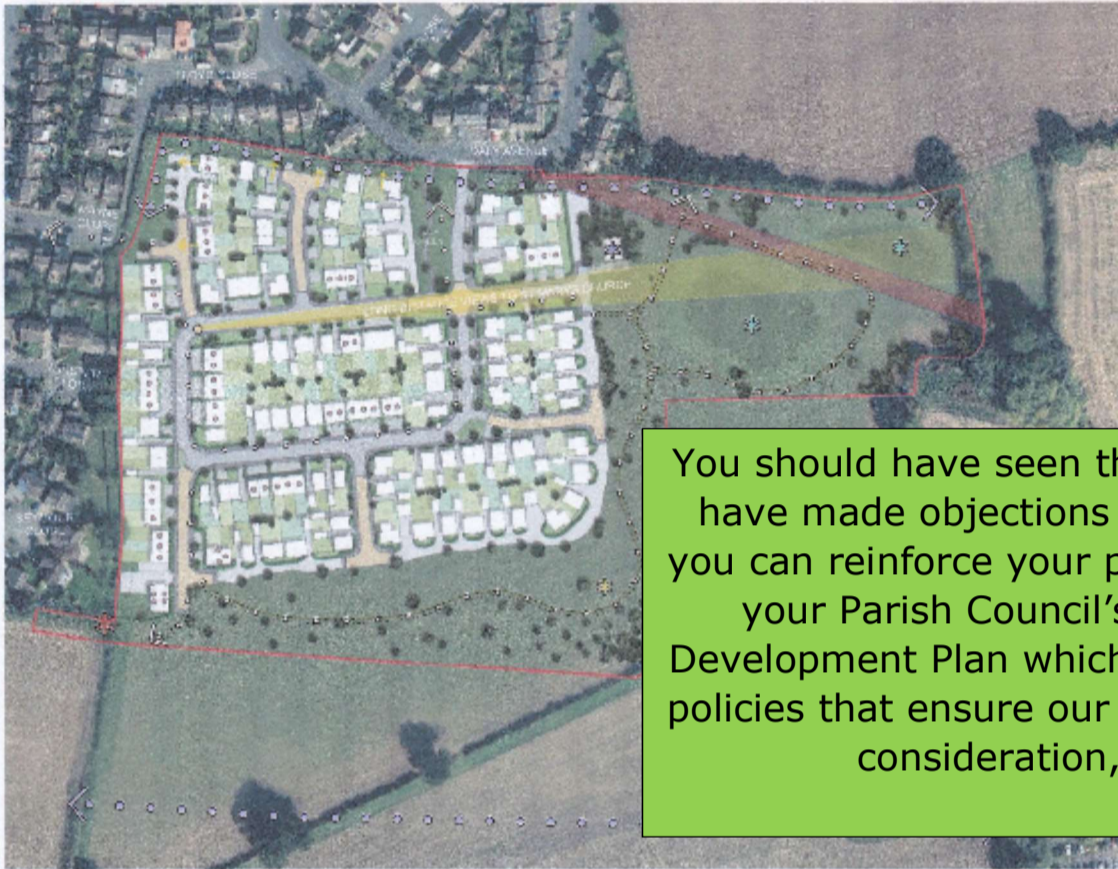 CHURCH
You should have seen th
have made objections
you can reinforce your p
your Parish Council's
Development Plan which
policies that ensure our
consideration,